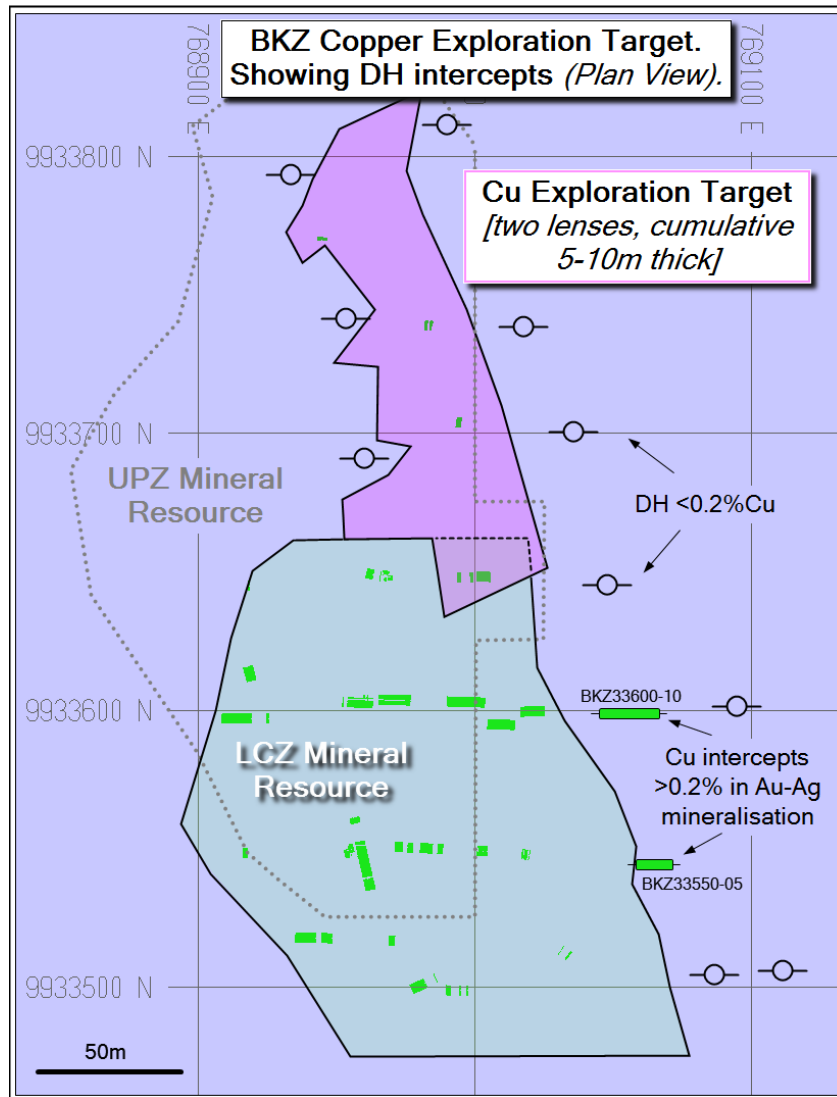 BKZ Copper Exploration Target.
Showing DH intercepts (Plan View).
768900 E
769100 E
9933800 N
Cu Exploration Target
[two lenses, cumulative
5-10m thick]
9933700 N
UPZ Mineral
Resource
DH <0.2%Cu
BKZ33600-10
9933600 N
LCZ Mineral
Resource
Cu intercepts
>0.2% in Au-Ag
mineralisation
BKZ33550-05
9933500 N
50m